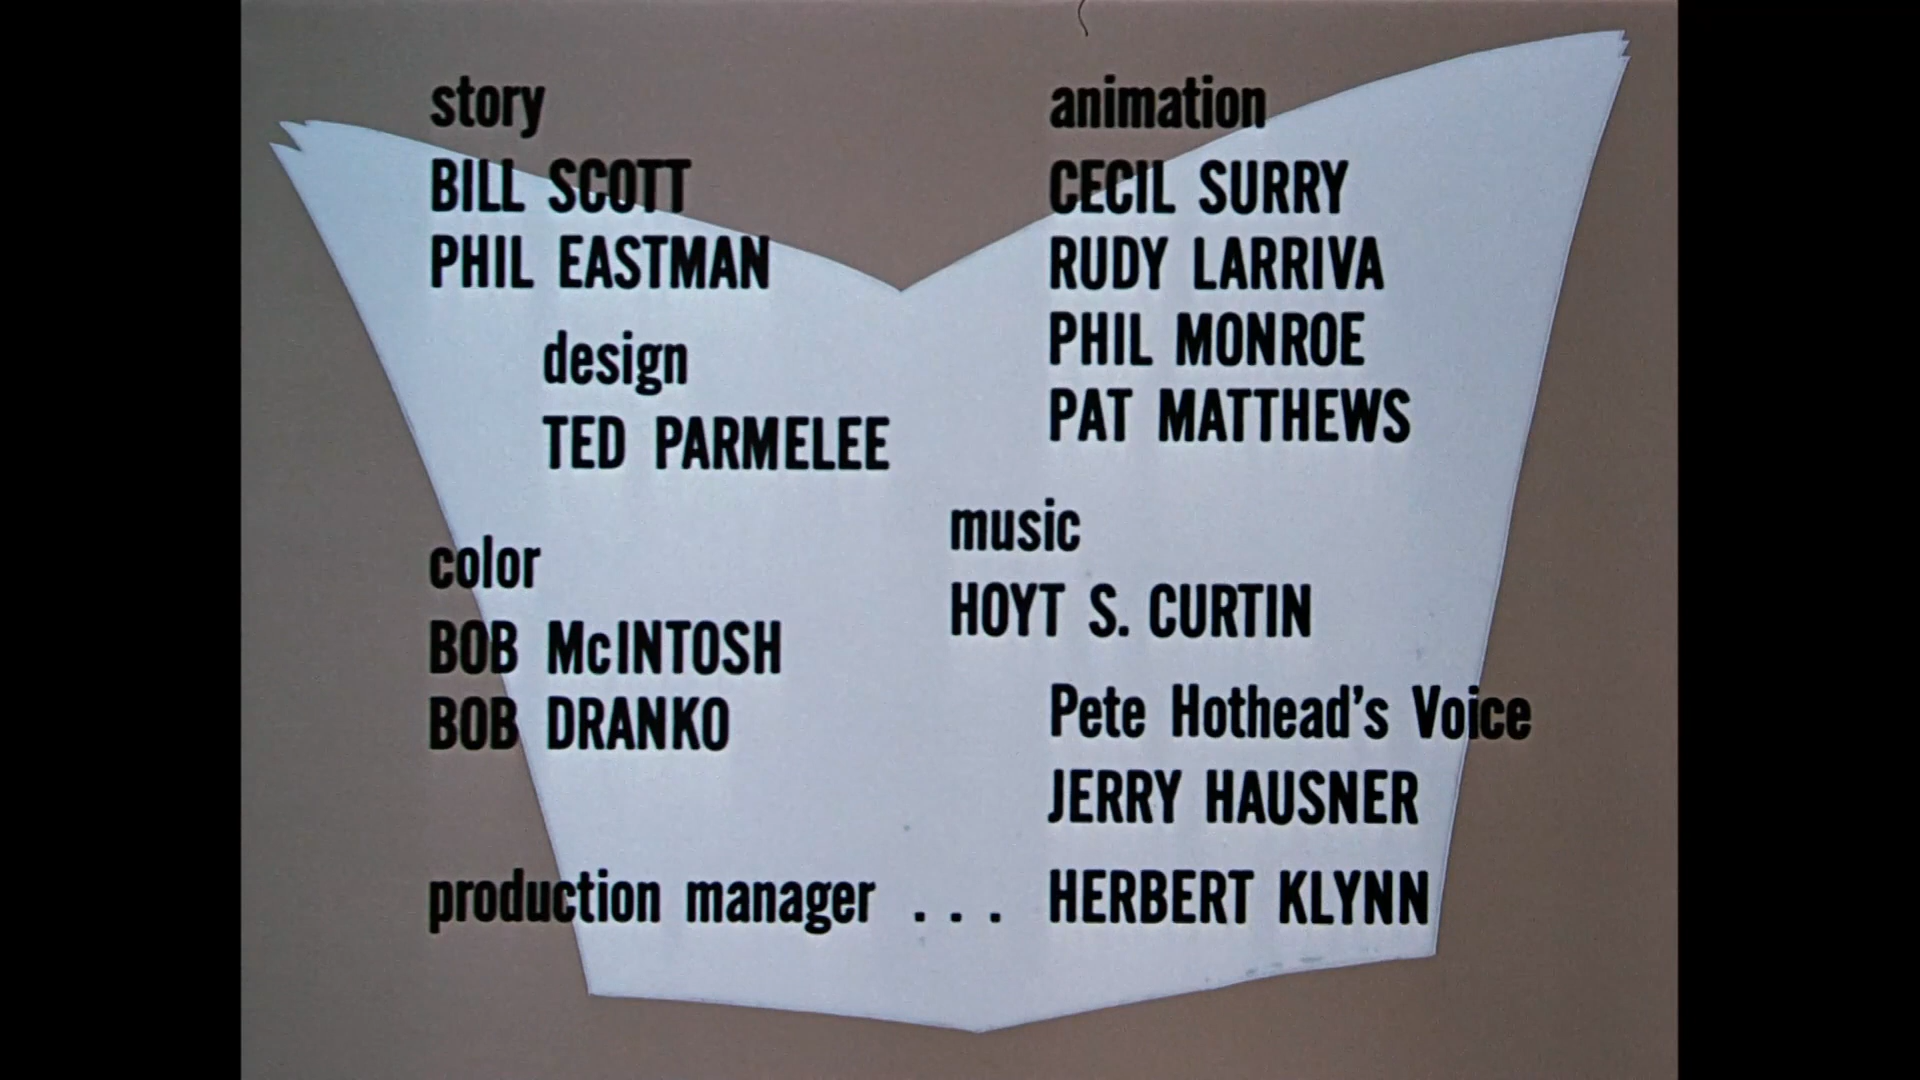 story
BILL SCOTT
PHIL EASTMAN
design
TED PARMELEE
color
BOB McINTOSH
BOB DRANKO
animation
CECIL SURRY
RUDY LARRIVA
PHIL MONROE
PAT MATTHEWS
music
HOYT S. CURTIN
Pete Hothead's Voice
JERRY HAUSNER
production manager . . . HERBERT KLYNN